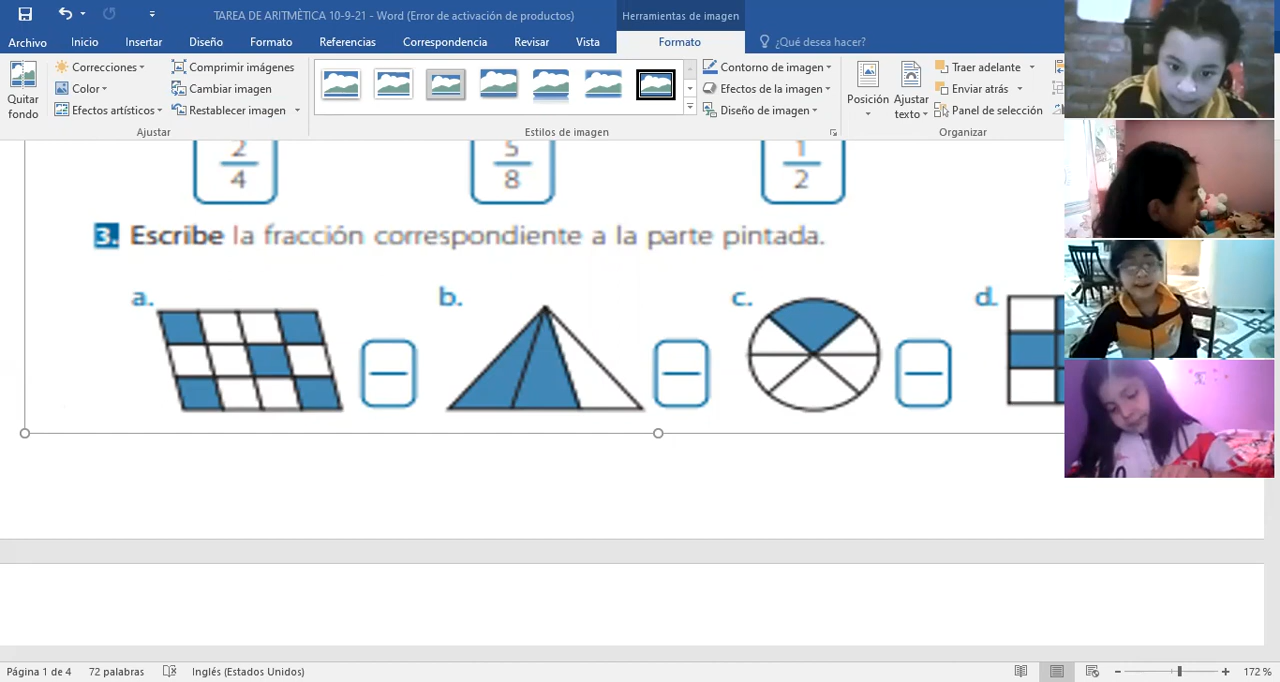 TAREA DE ARITMÈTICA 10-9-21 - Word (Error de activación de productos)
Herramientas de imagen
Archivo Inicio Insertar Diseño Formato Referencias Correspondencia Revisar Vista Formato ¿Qué desea hacer?
Quitar fondo
Correcciones
Color
Efectos artísticos
Comprimir imágenes
Cambiar imagen
Restablecer imagen
Ajustar
Estilos de imagen
Contorno de imagen
Efectos de la imagen
Diseño de imagen
Posición
Ajustar texto
Traer adelante
Enviar atrás
Panel de selección
Organizar
2/4 5/8 1/2
3. Escribe la fracción correspondiente a la parte pintada.
a. b. c. d.
Página 1 de 4 72 palabras Inglés (Estados Unidos) 172 %